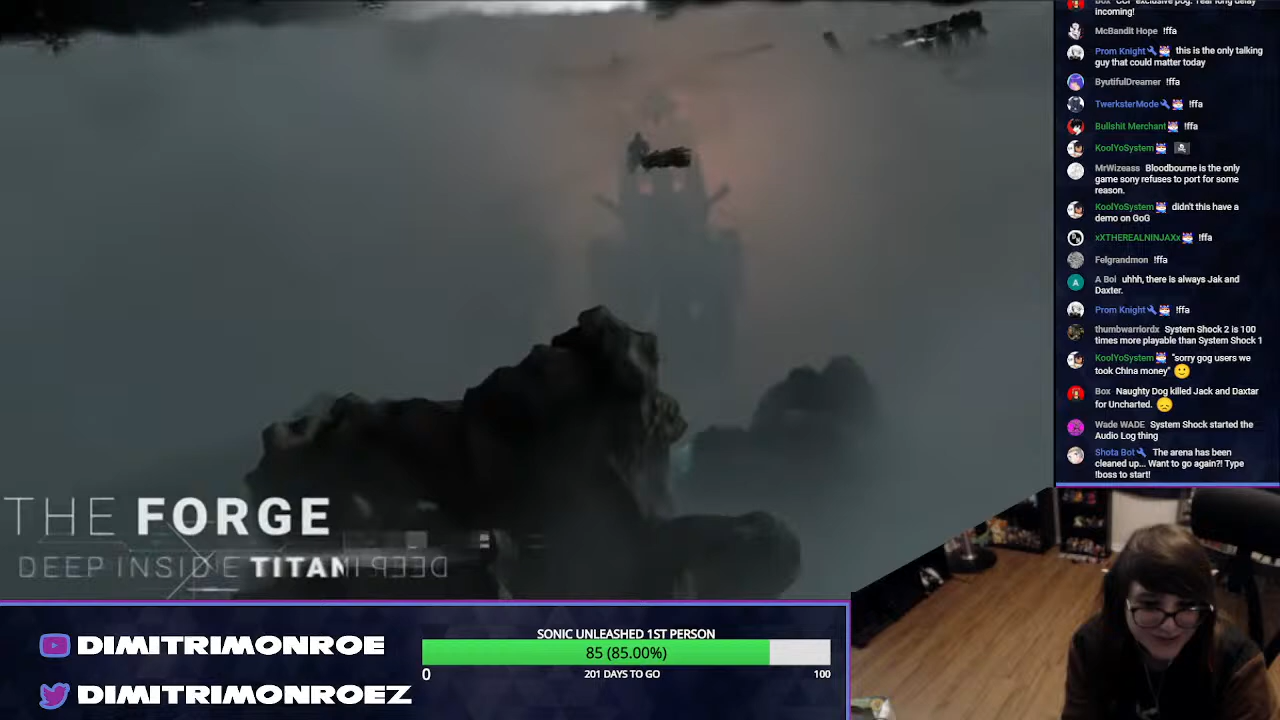 THE FORGE
DEEP INSIDE TITAN
DIMITRIMONROE
DIMITRIMONROEZ
SONIC UNLEASHED 1ST PERSON
85 (85.00%)
0
201 DAYS TO GO
100
incoming!
McBandit Hope !ffa
Prom Knight this is the only talking
guy that could matter today
ByutifulDreamer !ffa
TwerksterMode !ffa
Bullshit Merchant !ffa
KoolYoSystem
MrWizeass Bloodbourne is the only
game sony refuses to port for some
reason.
KoolYoSystem didn't this have a
demo on GoG
xXTHEREALNINJAXx !ffa
Felgrandmon !ffa
A Boi uhhh, there is always Jak and
Daxter.
Prom Knight !ffa
thumbwarriordx System Shock 2 is 100
times more playable than System Shock 1
KoolYoSystem "sorry gog users we
took China money"
Box Naughty Dog killed Jack and Daxtar
for Uncharted.
Wade WADE System Shock started the
Audio Log thing
Shota Bot The arena has been
cleaned up... Want to go again?! Type
!boss to start!